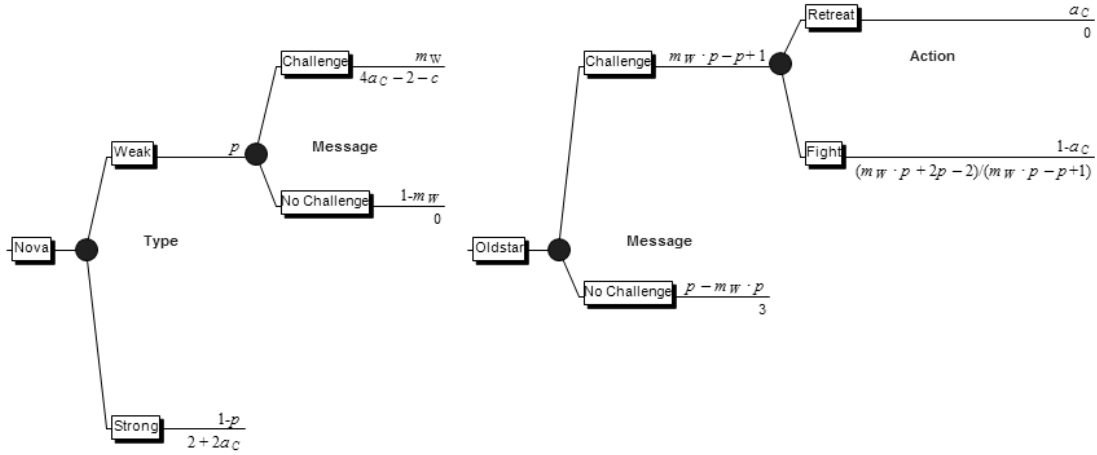 Nova
Type
Weak
p
Message
Challenge
m_W
4a_C − 2 − c
No Challenge
1-m_W
0
Strong
1-p
2 + 2a_C
Oldstar
Message
Challenge
m_W · p − p+1
Action
Retreat
a_C
0
Fight
1-a_C
(m_W · p + 2p − 2)/(m_W · p − p+1)
No Challenge
p − m_W · p
3